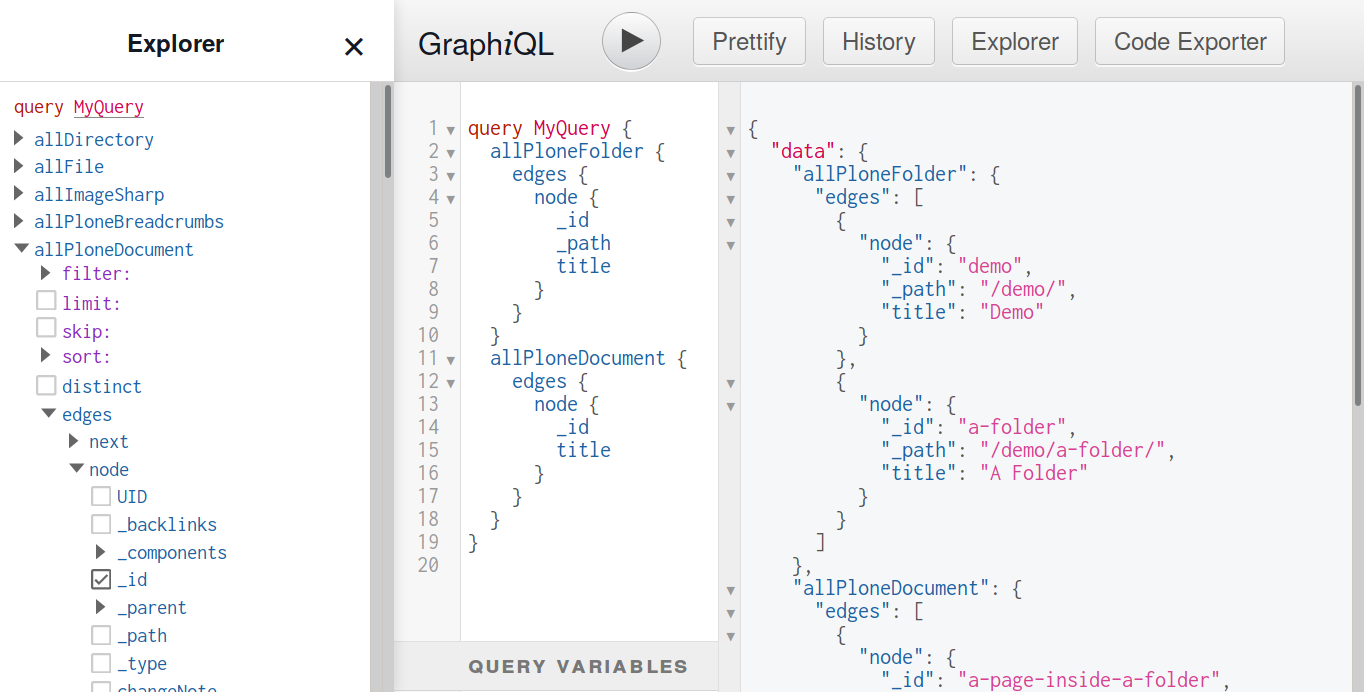 Explorer
GraphiQL
Prettify
History
Explorer
Code Exporter
query MyQuery
allDirectory
allFile
allImageSharp
allPloneBreadcrumbs
allPloneDocument
filter:
limit:
skip:
sort:
distinct
edges
next
node
UID
_backlinks
_components
_id
_parent
_path
_type
changeNote
1 query MyQuery {
2 allPloneFolder {
3 edges {
4 node {
5 _id
6 _path
7 title
8 }
9 }
10 }
11 allPloneDocument {
12 edges {
13 node {
14 _id
15 title
16 }
17 }
18 }
19 }
20
QUERY VARIABLES
{
"data": {
"allPloneFolder": {
"edges": [
{
"node": {
"_id": "demo",
"_path": "/demo/",
"title": "Demo"
}
},
{
"node": {
"_id": "a-folder",
"_path": "/demo/a-folder/",
"title": "A Folder"
}
}
]
},
"allPloneDocument": {
"edges": [
{
"node": {
"_id": "a-page-inside-a-folder",